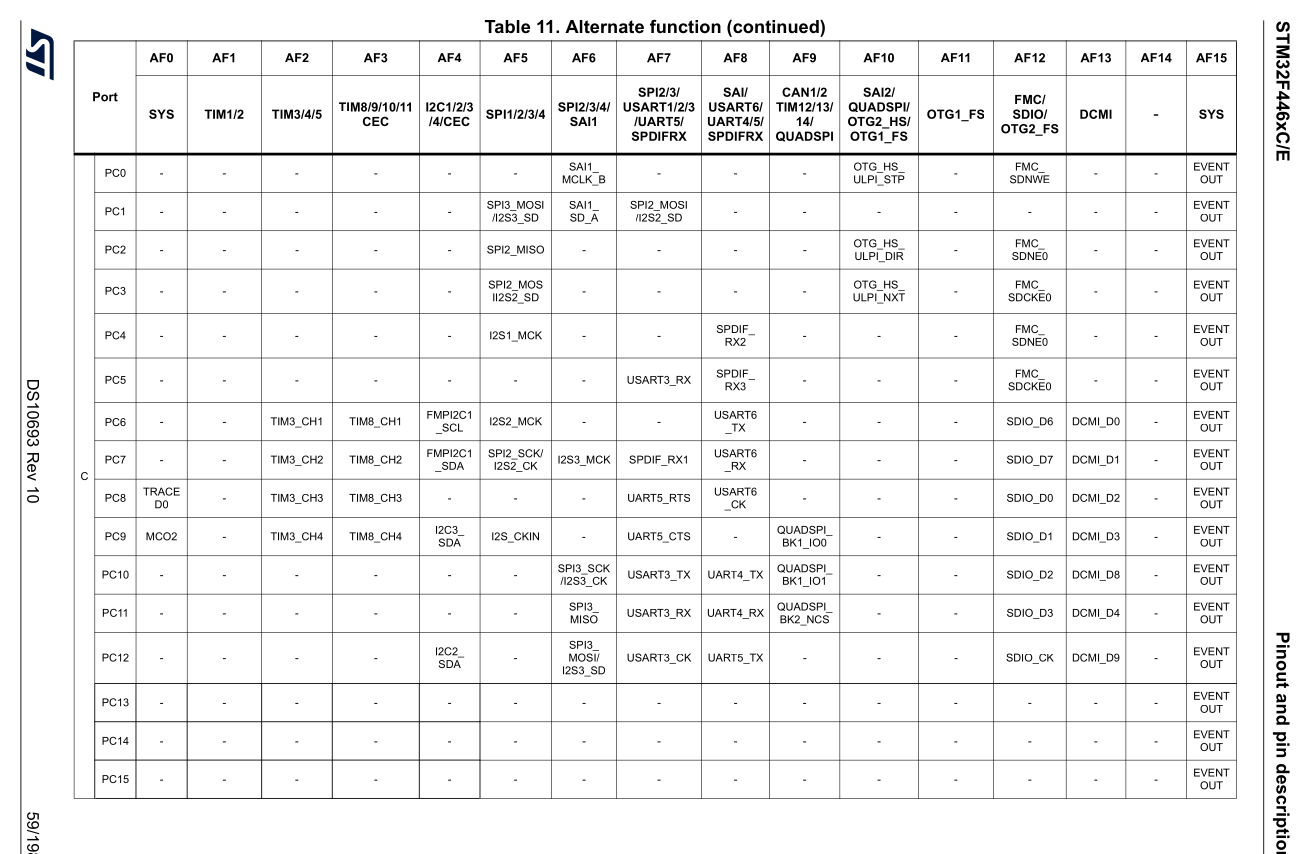 Table 11. Alternate function (continued)
STM32F446xC/E
Port AF0 AF1 AF2 AF3 AF4 AF5 AF6 AF7 AF8 AF9 AF10 AF11 AF12 AF13 AF14 AF15
SYS TIM1/2 TIM3/4/5 TIM8/9/10/11 CEC I2C1/2/3 /4/CEC SPI1/2/3/4 SPI2/3/4/ SAI1 SPI2/3/ USART1/2/3 /UART5/ SPDIFRX SAI/ USART6/ UART4/5/ SPDIFRX CAN1/2 TIM12/13/ 14/ QUADSPI SAI2/ QUADSPI/ OTG2_HS/ OTG1_FS OTG1_FS FMC/ SDIO/ OTG2_FS DCMI - SYS
C
PC0 - - - - - - SAI1_ MCLK_B - - - OTG_HS_ ULPI_STP - FMC_ SDNWE - - EVENT OUT
PC1 - - - - - SPI3_MOSI /I2S3_SD SAI1_ SD_A SPI2_MOSI /I2S2_SD - - - - - - - EVENT OUT
PC2 - - - - - SPI2_MISO - - - - OTG_HS_ ULPI_DIR - FMC_ SDNE0 - - EVENT OUT
PC3 - - - - - SPI2_MOS II2S2_SD - - - - OTG_HS_ ULPI_NXT - FMC_ SDCKE0 - - EVENT OUT
PC4 - - - - - I2S1_MCK - - SPDIF_ RX2 - - - FMC_ SDNE0 - - EVENT OUT
PC5 - - - - - - - USART3_RX SPDIF_ RX3 - - - FMC_ SDCKE0 - - EVENT OUT
PC6 - - TIM3_CH1 TIM8_CH1 FMPI2C1 _SCL I2S2_MCK - - USART6 _TX - - - SDIO_D6 DCMI_D0 - EVENT OUT
PC7 - - TIM3_CH2 TIM8_CH2 FMPI2C1 _SDA SPI2_SCK/ I2S2_CK I2S3_MCK SPDIF_RX1 USART6 _RX - - - SDIO_D7 DCMI_D1 - EVENT OUT
PC8 TRACE D0 - TIM3_CH3 TIM8_CH3 - - - UART5_RTS USART6 _CK - - - SDIO_D0 DCMI_D2 - EVENT OUT
PC9 MCO2 - TIM3_CH4 TIM8_CH4 I2C3_ SDA I2S_CKIN - UART5_CTS - QUADSPI_ BK1_IO0 - - SDIO_D1 DCMI_D3 - EVENT OUT
PC10 - - - - - - SPI3_SCK /I2S3_CK USART3_TX UART4_TX QUADSPI_ BK1_IO1 - - SDIO_D2 DCMI_D8 - EVENT OUT
PC11 - - - - - - SPI3_ MISO USART3_RX UART4_RX QUADSPI_ BK2_NCS - - SDIO_D3 DCMI_D4 - EVENT OUT
PC12 - - - - I2C2_ SDA - SPI3_ MOSI/ I2S3_SD USART3_CK UART5_TX - - - SDIO_CK DCMI_D9 - EVENT OUT
PC13 - - - - - - - - - - - - - - - EVENT OUT
PC14 - - - - - - - - - - - - - - - EVENT OUT
PC15 - - - - - - - - - - - - - - - EVENT OUT
ST
DS10693 Rev 10
59/19
Pinout and pin descriptio